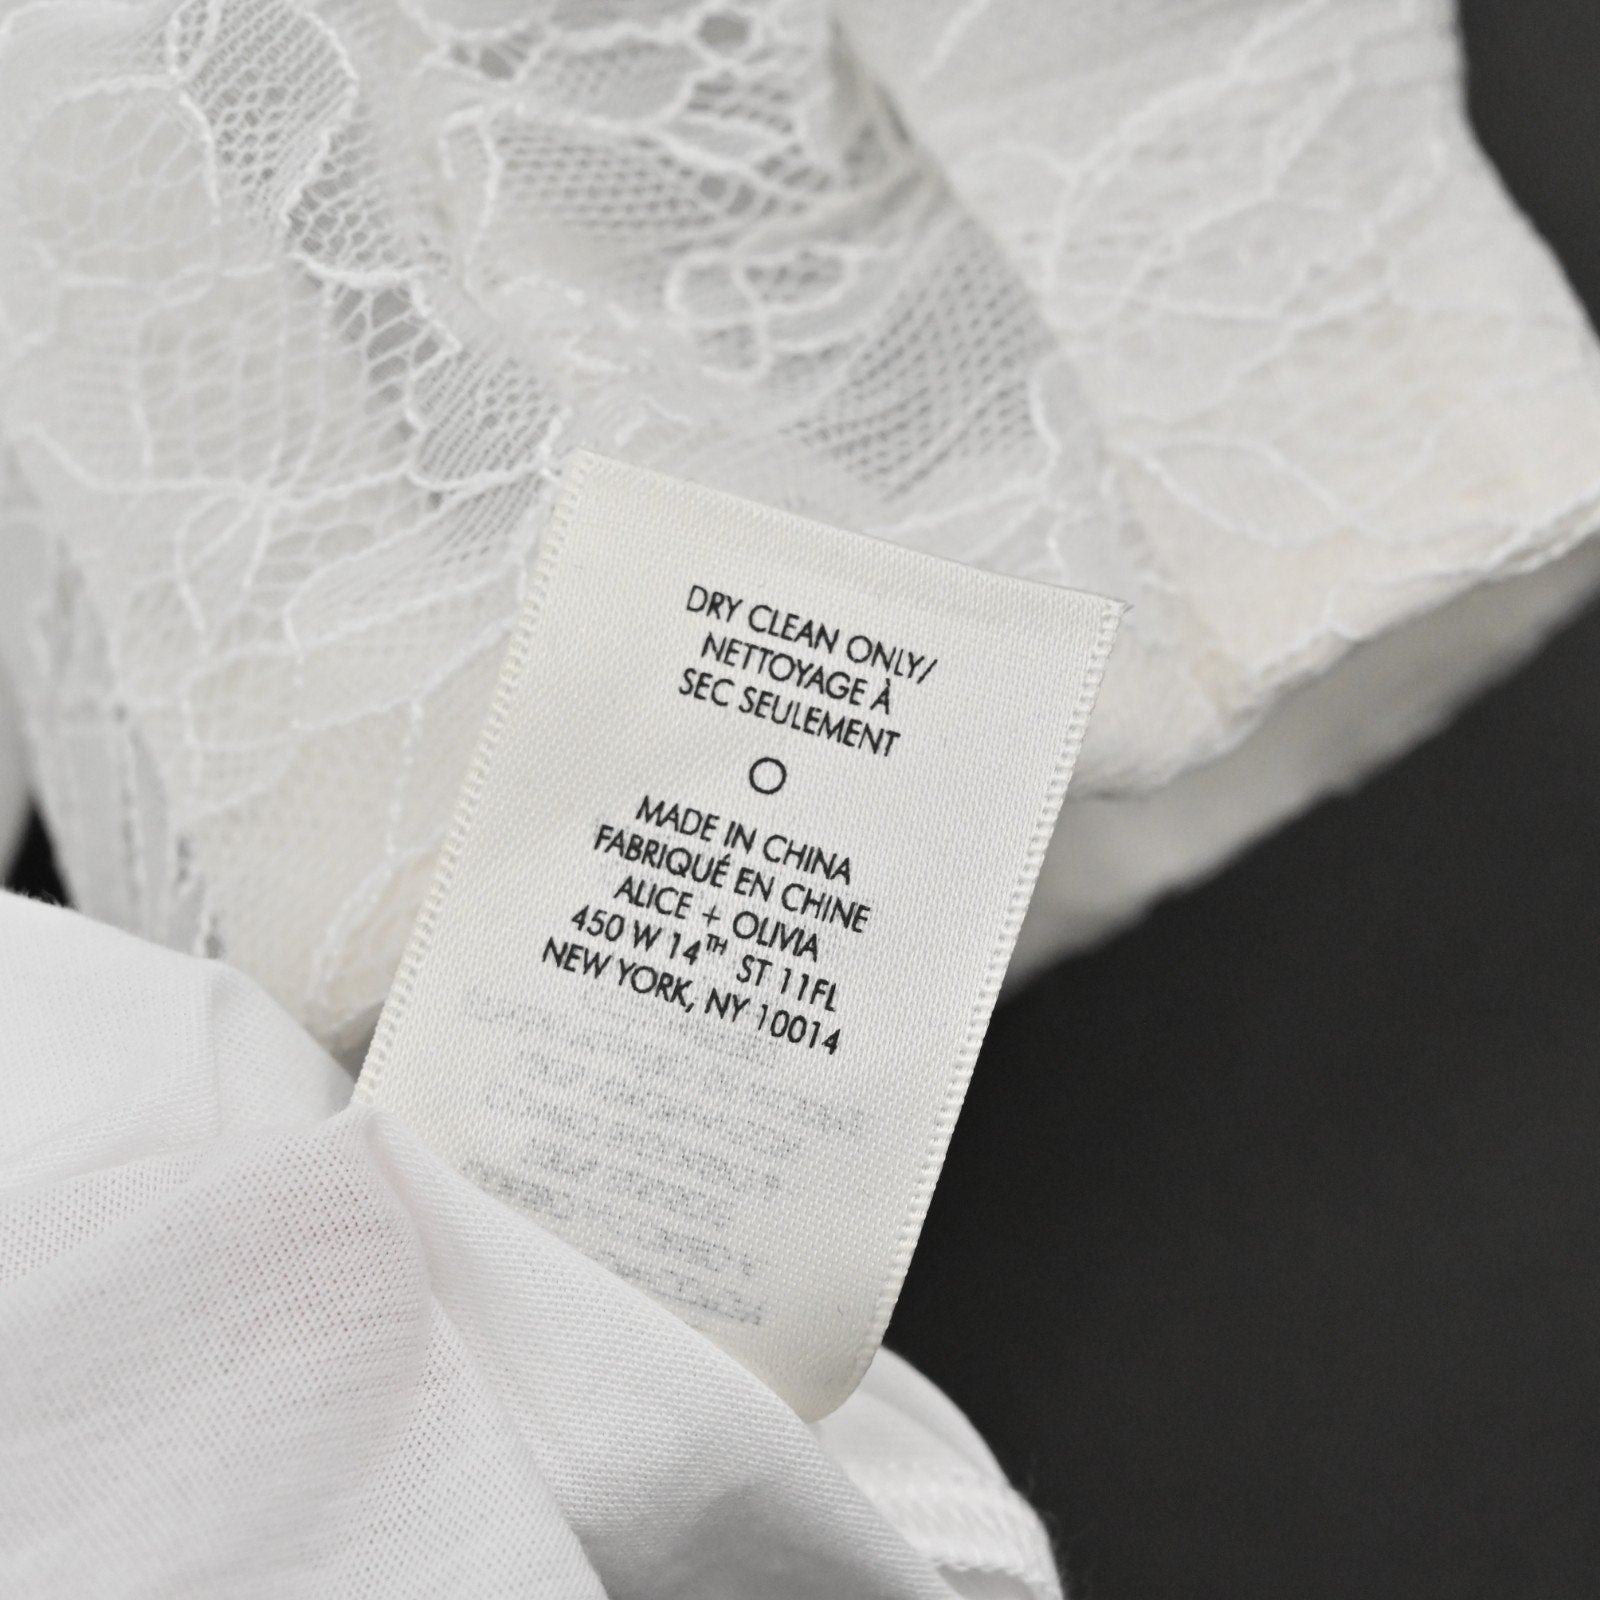 DRY CLEAN ONLY/
NETTOYAGE À
SEC SEULEMENT
MADE IN CHINA
FABRIQUÉ EN CHINE
ALICE + OLIVIA
450 W 14TH ST 11FL
NEW YORK, NY 10014